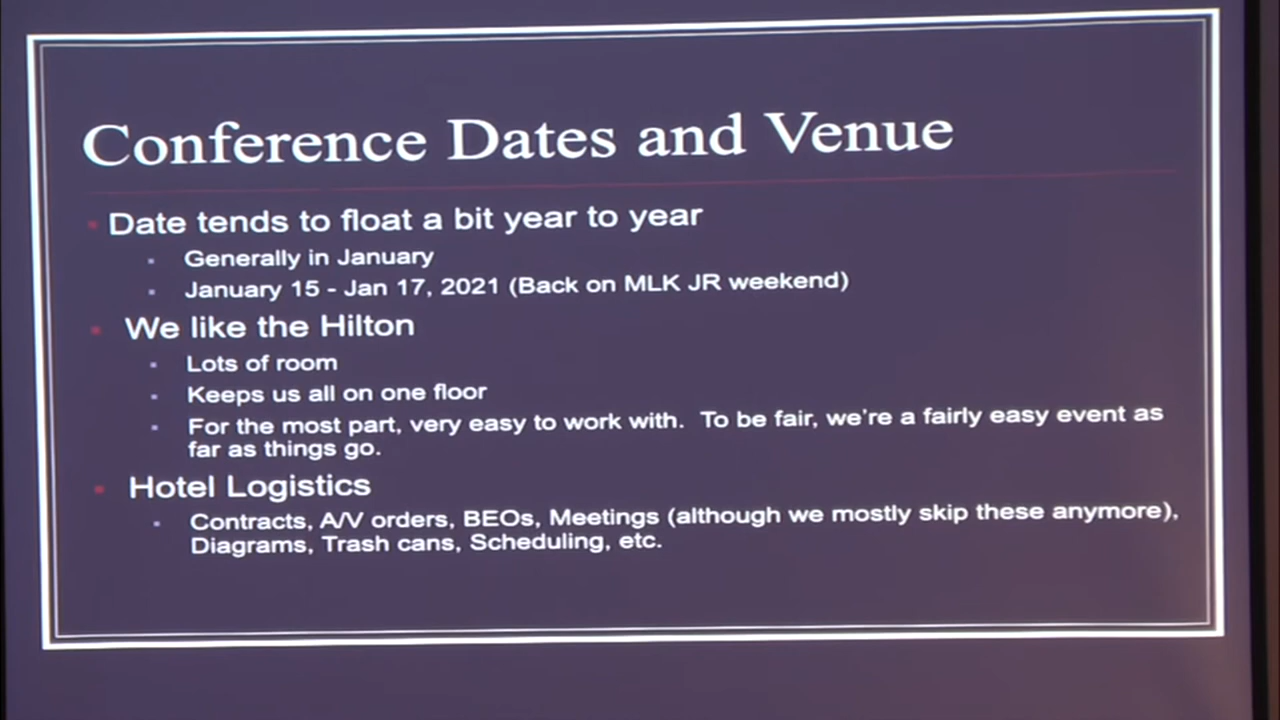 Conference Dates and Venue
Date tends to float a bit year to year
Generally in January
January 15 - Jan 17, 2021 (Back on MLK JR weekend)
We like the Hilton
Lots of room
Keeps us all on one floor
For the most part, very easy to work with.  To be fair, we're a fairly easy event as
far as things go.
Hotel Logistics
Contracts, A/V orders, BEOs, Meetings (although we mostly skip these anymore),
Diagrams, Trash cans, Scheduling, etc.